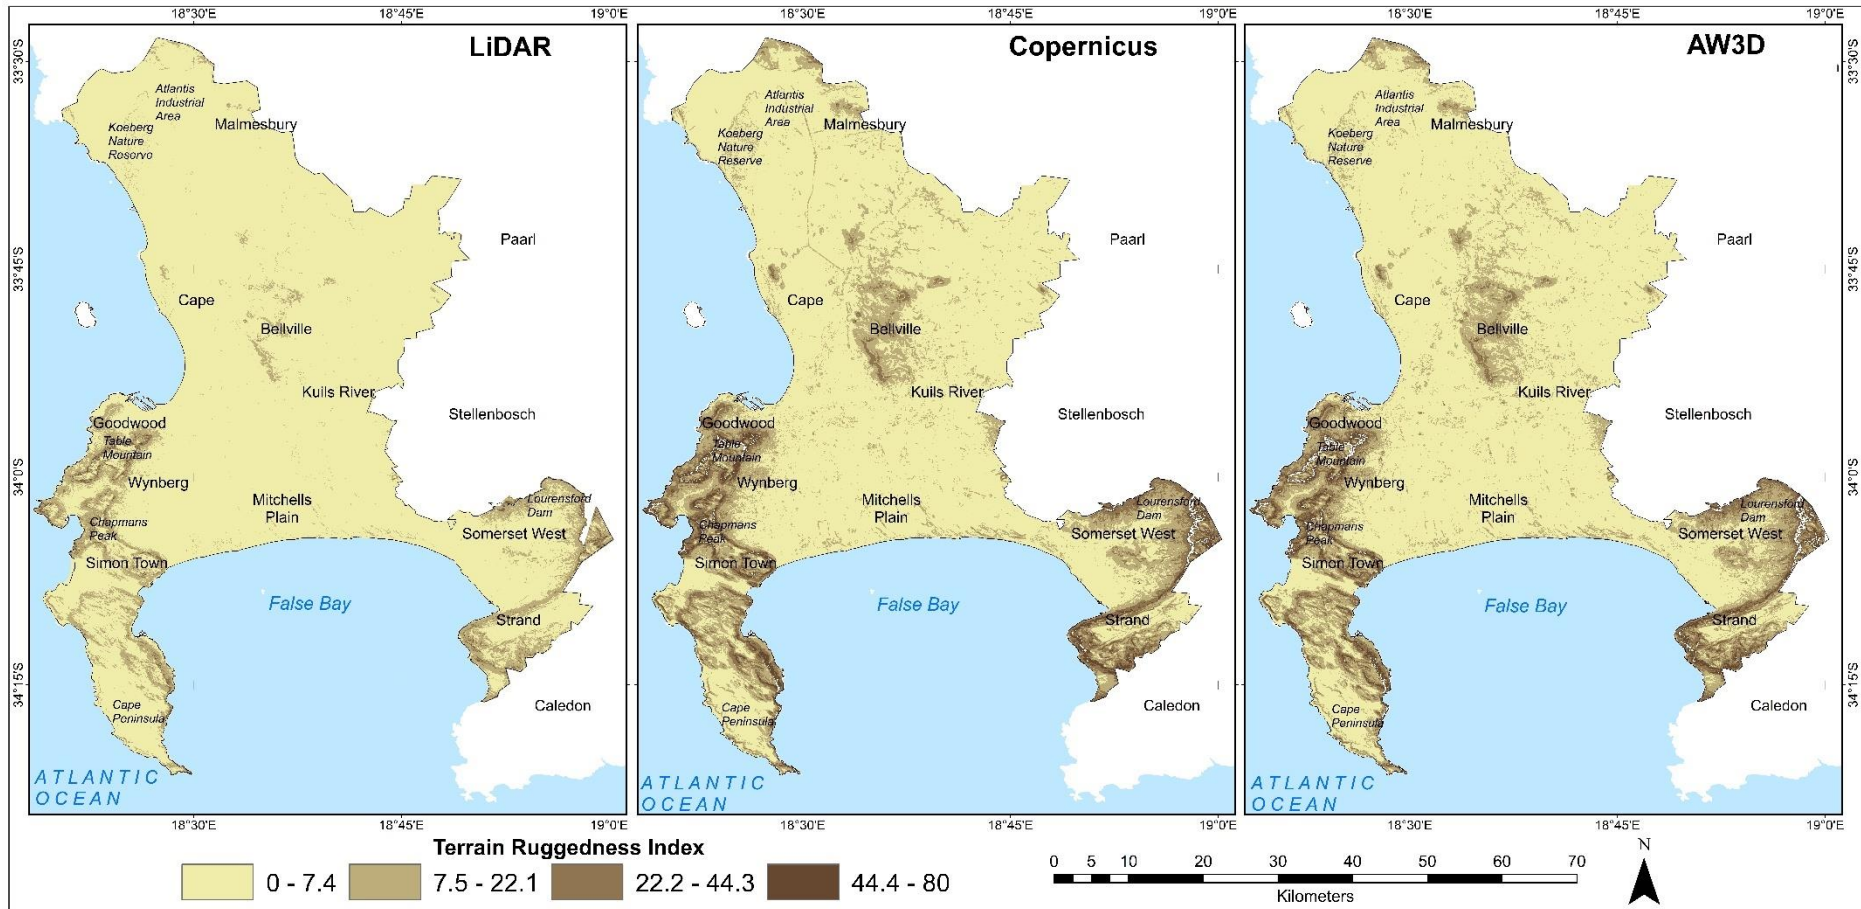 18°30'E
18°45'E
19°0'E
18°30'E
18°45'E
19°0'E
18°30'E
18°45'E
19°0'E
33°30'S
33°45'S
34°0'S
34°15'S
LiDAR
Atlantis
Industrial
Area
Koeberg
Nature
Reserve
Malmesbury
Paarl
Cape
Bellville
Kuils River
Stellenbosch
Goodwood
Table
Mountain
Wynberg
Mitchells
Plain
Lourensford
Dam
Chapmans
Peak
Somerset West
Simon Town
False Bay
Strand
Cape
Peninsula
Caledon
ATLANTIC
OCEAN
Copernicus
Atlantis
Industrial
Area
Koeberg
Nature
Reserve
Malmesbury
Paarl
Cape
Bellville
Kuils River
Stellenbosch
Goodwood
Table
Mountain
Wynberg
Mitchells
Plain
Lourensford
Dam
Chapmans
Peak
Somerset West
Simon Town
False Bay
Strand
Cape
Peninsula
Caledon
ATLANTIC
OCEAN
AW3D
Atlantis
Industrial
Area
Koeberg
Nature
Reserve
Malmesbury
Paarl
Cape
Bellville
Kuils River
Stellenbosch
Goodwood
Table
Mountain
Wynberg
Mitchells
Plain
Lourensford
Dam
Chapmans
Peak
Somerset West
Simon Town
False Bay
Strand
Cape
Peninsula
Caledon
ATLANTIC
OCEAN
33°30'S
33°45'S
34°0'S
34°15'S
18°30'E
18°45'E
19°0'E
18°30'E
18°45'E
19°0'E
18°30'E
18°45'E
19°0'E
Terrain Ruggedness Index
0 - 7.4
7.5 - 22.1
22.2 - 44.3
44.4 - 80
0 5 10 20 30 40 50 60 70
Kilometers
N